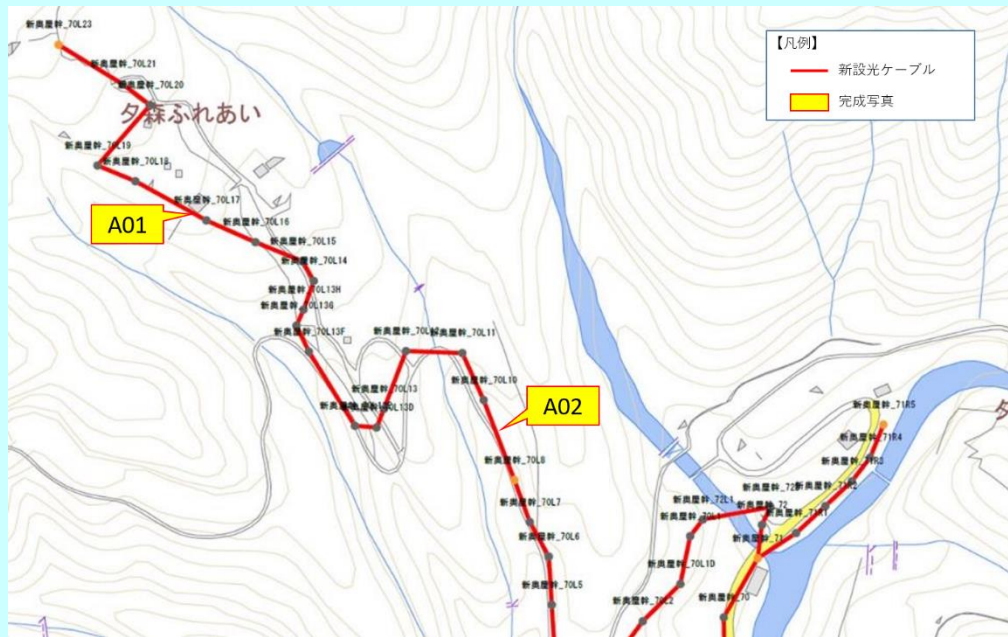 新奥屋幹_70L23
【凡例】
新設光ケーブル
完成写真
新奥屋幹_70L21
新奥屋幹_70L20
夕森ふれあい
新奥屋幹_70L19
新奥屋幹_70L18
新奥屋幹_70L17
A01
新奥屋幹_70L16
新奥屋幹_70L15
新奥屋幹_70L14
新奥屋幹_70L13H
新奥屋幹_70L13G
新奥屋幹_70L13F
新奥屋幹_70L11
新奥屋幹_70L13
新奥屋幹_70L10
70L13D
A02
新奥屋幹_71R5
夕
新奥屋幹_71R4
新奥屋幹_71R3
新奥屋幹_70L8
新奥屋幹_71R2
新奥屋幹_72L1
新奥屋幹_70L7
新奥屋幹_72
新奥屋幹_71R1
新奥屋幹_70L6
新奥屋幹_71
新奥屋幹_70L1D
新奥屋幹_70L5
新奥屋幹_70L2
新奥屋幹_70